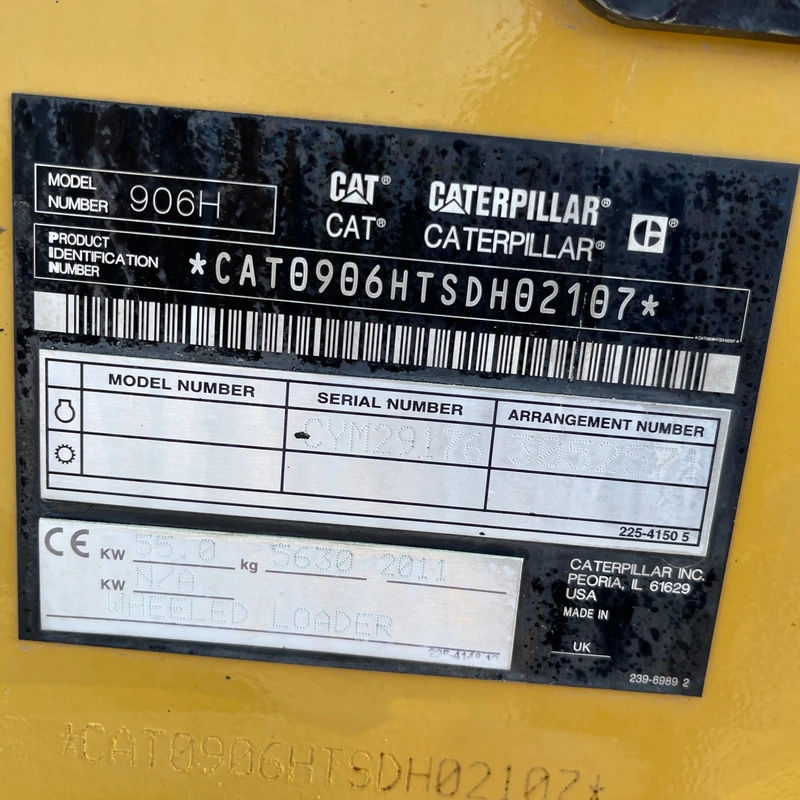 MODEL
NUMBER 906H
CAT®
CAT®
CATERPILLAR®
CATERPILLAR®
C®
PRODUCT
IDENTIFICATION
NUMBER
*CAT0906HTSDH02107*
*CAT0906HTSDH02107*
MODEL NUMBER SERIAL NUMBER ARRANGEMENT NUMBER
CYM29176 3052571
225-4150 5
CE KW 55.0 kg 5630 2011
KW N/A
WHEELED LOADER
CATERPILLAR INC.
PEORIA, IL 61629
USA
MADE IN
UK
239-6989 2
*CAT0906HTSDH02107*